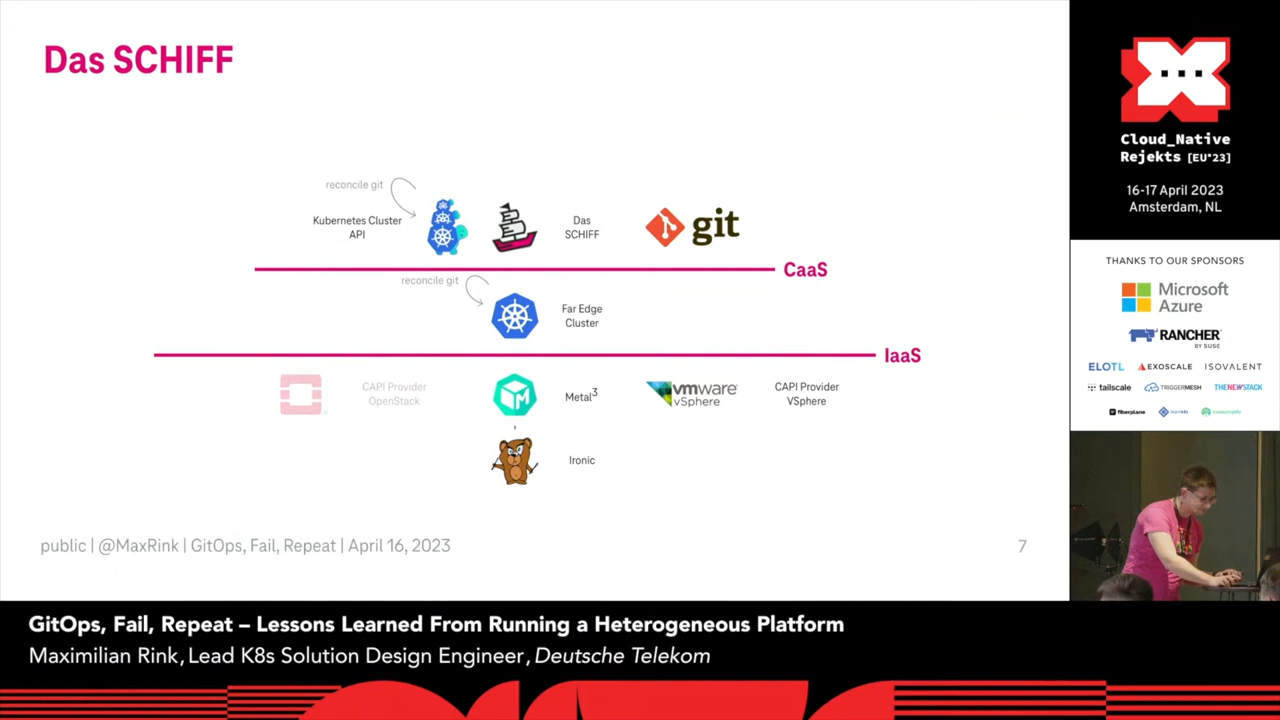 Das SCHIFF
reconcile git
Kubernetes Cluster
API
Das
SCHIFF
git
CaaS
reconcile git
Far Edge
Cluster
IaaS
CAPI Provider
OpenStack
Metal3
vmware
vSphere
CAPI Provider
VSphere
Ironic
public | @MaxRink | GitOps, Fail, Repeat | April 16, 2023
7
Cloud_Native
Rejekts [EU*23]
16-17 April 2023
Amsterdam, NL
THANKS TO OUR SPONSORS
Microsoft
Azure
RANCHER
BY SUSE
ELOTL
EXOSCALE
ISOVALENT
tailscale
TRIGGERMESH
THENEWSTACK
fiberplane
GitOps, Fail, Repeat – Lessons Learned From Running a Heterogeneous Platform
Maximilian Rink, Lead K8s Solution Design Engineer, Deutsche Telekom